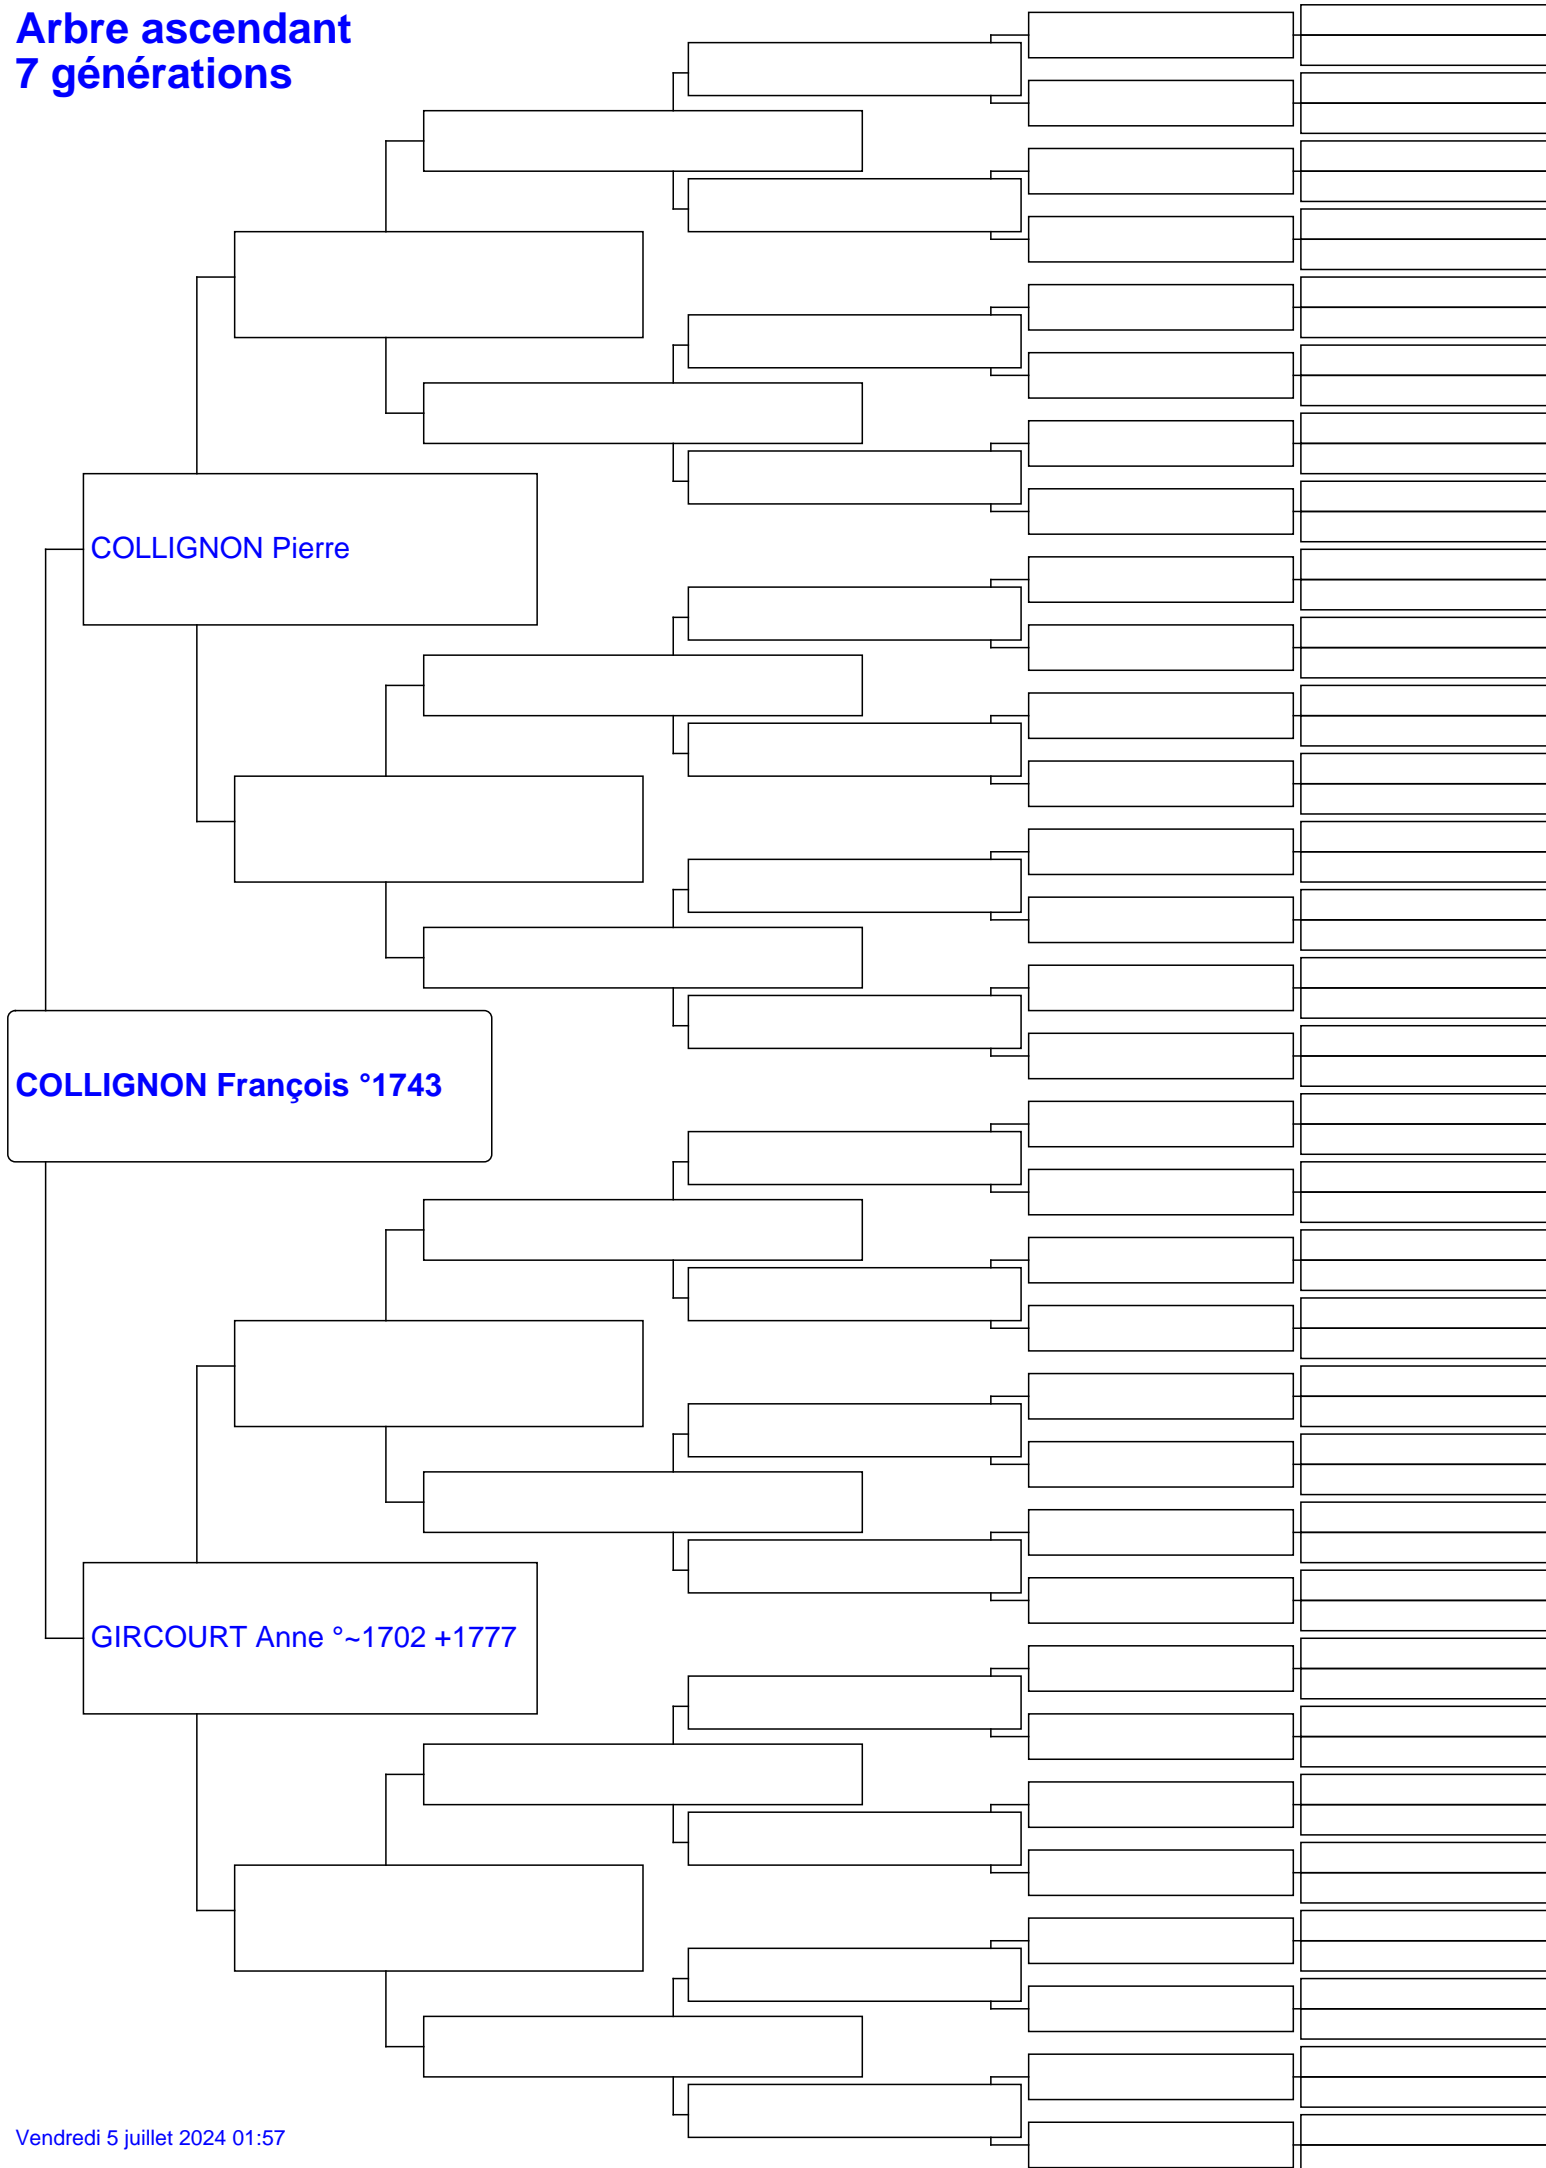 Arbre ascendant
7 générations
COLLIGNON Pierre
COLLIGNON François °1743
GIRCOURT Anne °~1702 +1777
Vendredi 5 juillet 2024 01:57